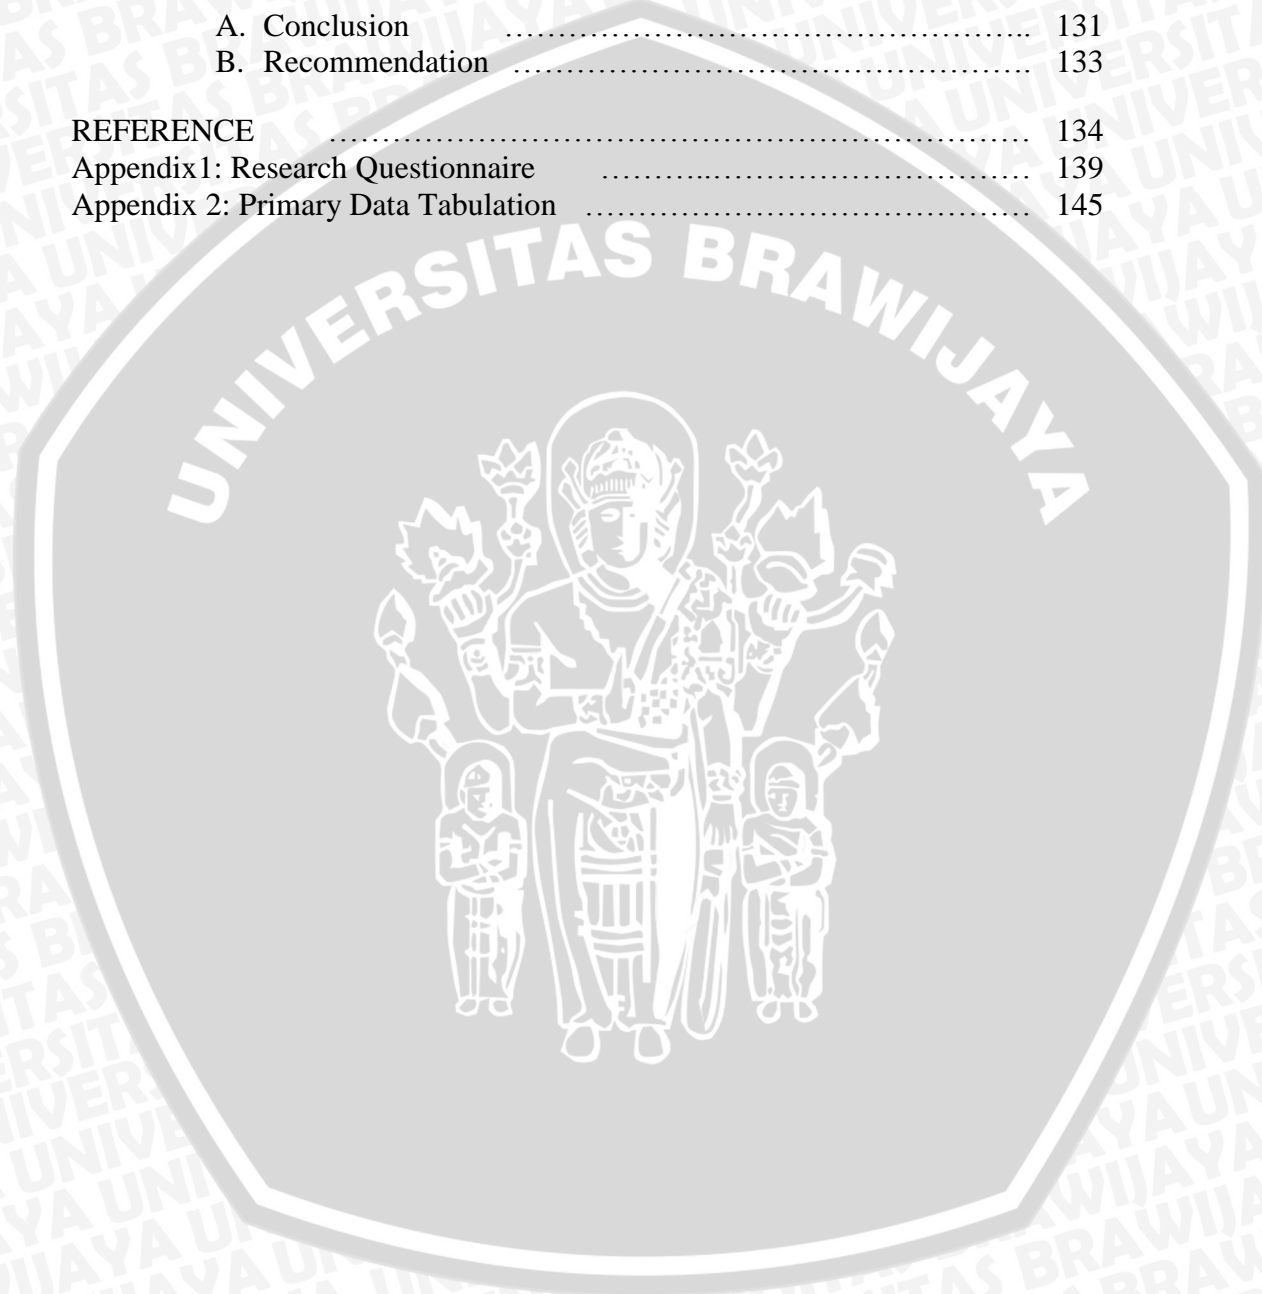 A. Conclusion …………………………………………….. 131
B. Recommendation …………………………………………… 133
REFERENCE …………………………………………………………… 134
Appendix1: Research Questionnaire ………...………………………… 139
Appendix 2: Primary Data Tabulation ……………………………………… 145
UNIVERSITAS BRAWIJAYA